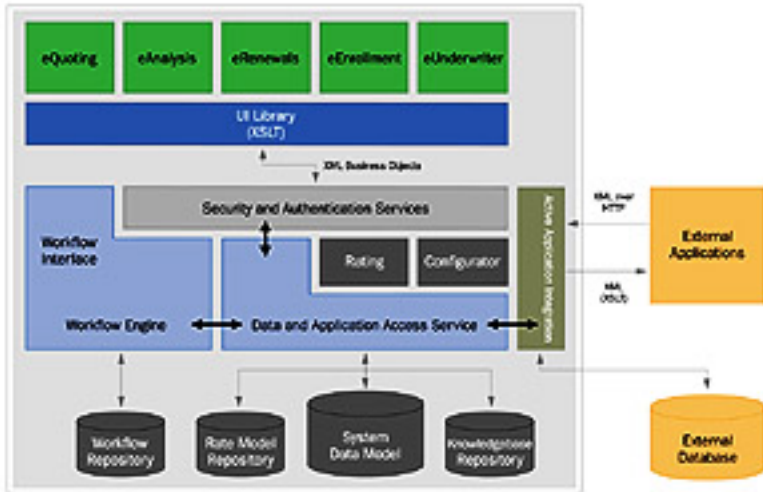 eQuoting
eAnalysis
eRenewals
eEnrollment
eUnderwriter
UI Library
(XSLT)
XML Business Objects
Security and Authentication Services
Workflow
Interface
Rating
Configurator
Active Application Integration
XML over
HTTP
External
Applications
XML
(XSLT)
Workflow Engine
Data and Application Access Service
Workflow
Repository
Rate Model
Repository
System
Data Model
Knowledgebase
Repository
External
Database